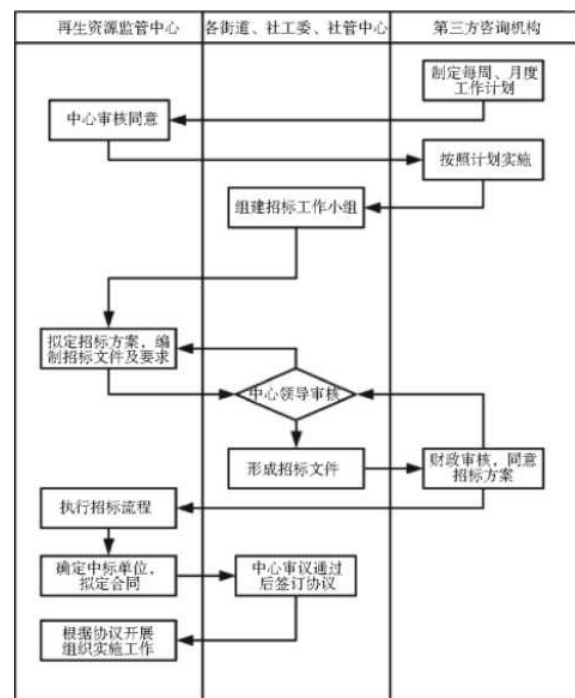 再生资源监管中心
各街道、社工委、社管中心
第三方咨询机构
制定每周、月度
工作计划
中心审核同意
按照计划实施
组建招标工作小组
拟定招标方案，编
制招标文件及要求
中心领导审核
形成招标文件
财政审核，同意
招标方案
执行招标流程
确定中标单位，
拟定合同
中心审议通过
后签订协议
根据协议开展
组织实施工作